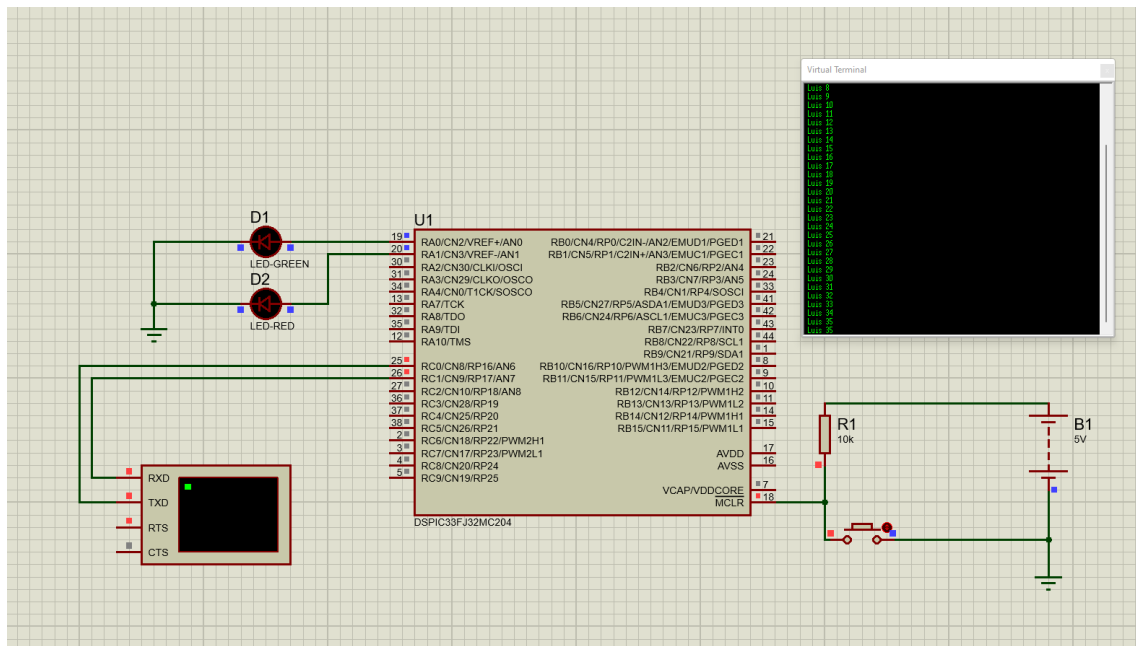 Virtual Terminal
Luis 8
Luis 9
Luis 10
Luis 11
Luis 12
Luis 13
Luis 14
Luis 15
Luis 16
Luis 17
Luis 18
Luis 19
Luis 20
Luis 21
Luis 22
Luis 23
Luis 24
Luis 25
Luis 26
Luis 27
Luis 28
Luis 29
Luis 30
Luis 31
Luis 32
Luis 33
Luis 34
Luis 35
Luis 35
D1
LED-GREEN
D2
LED-RED
U1
19 RA0/CN2/VREF+/AN0
20 RA1/CN3/VREF-/AN1
30 RA2/CN30/CLKI/OSCI
31 RA3/CN29/CLKO/OSCO
34 RA4/CN0/T1CK/SOSCO
13 RA7/TCK
32 RA8/TDO
35 RA9/TDI
12 RA10/TMS
25 RC0/CN8/RP16/AN6
26 RC1/CN9/RP17/AN7
27 RC2/CN10/RP18/AN8
36 RC3/CN28/RP19
37 RC4/CN25/RP20
38 RC5/CN26/RP21
2 RC6/CN18/RP22/PWM2H1
3 RC7/CN17/RP23/PWM2L1
4 RC8/CN20/RP24
5 RC9/CN19/RP25
RB0/CN4/RP0/C2IN-/AN2/EMUD1/PGED1 21
RB1/CN5/RP1/C2IN+/AN3/EMUC1/PGEC1 22
RB2/CN6/RP2/AN4 23
RB3/CN7/RP3/AN5 24
RB4/CN1/RP4/SOSCI 33
RB5/CN27/RP5/ASDA1/EMUD3/PGED3 41
RB6/CN24/RP6/ASCL1/EMUC3/PGEC3 42
RB7/CN23/RP7/INT0 43
RB8/CN22/RP8/SCL1 44
RB9/CN21/RP9/SDA1 1
RB10/CN16/RP10/PWM1H3/EMUD2/PGED2 8
RB11/CN15/RP11/PWM1L3/EMUC2/PGEC2 9
RB12/CN14/RP12/PWM1H2 10
RB13/CN13/RP13/PWM1L2 11
RB14/CN12/RP14/PWM1H1 14
RB15/CN11/RP15/PWM1L1 15
AVDD 17
AVSS 16
VCAP/VDDCORE 7
MCLR 18
DSPIC33FJ32MC204
RXD
TXD
RTS
CTS
R1
10k
B1
5V